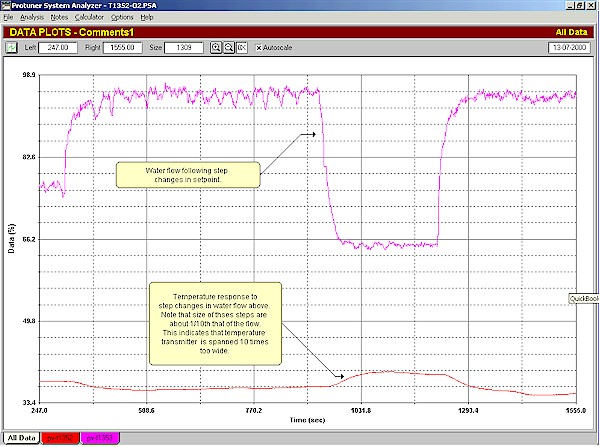 Protuner System Analyzer - T1352-02.PSA
File Analysis Notes Calculator Options Help
DATA PLOTS - Comments1 All Data
Left 247.00 Right 1555.00 Size 1309 Autoscale 13-07-2000
98.9
82.6
66.2
49.8
33.4
Data (%)
Water flow following step
changes in setpoint.
Temperature response to
step changes in water flow above.
Note that size of thses steps are
about 1/10th that of the flow.
This indicates that temperature
transmitter is spanned 10 times
too wide.
QuickBook
247.0 508.6 770.2 1031.8 1293.4 1555.0
Time (sec)
All Data